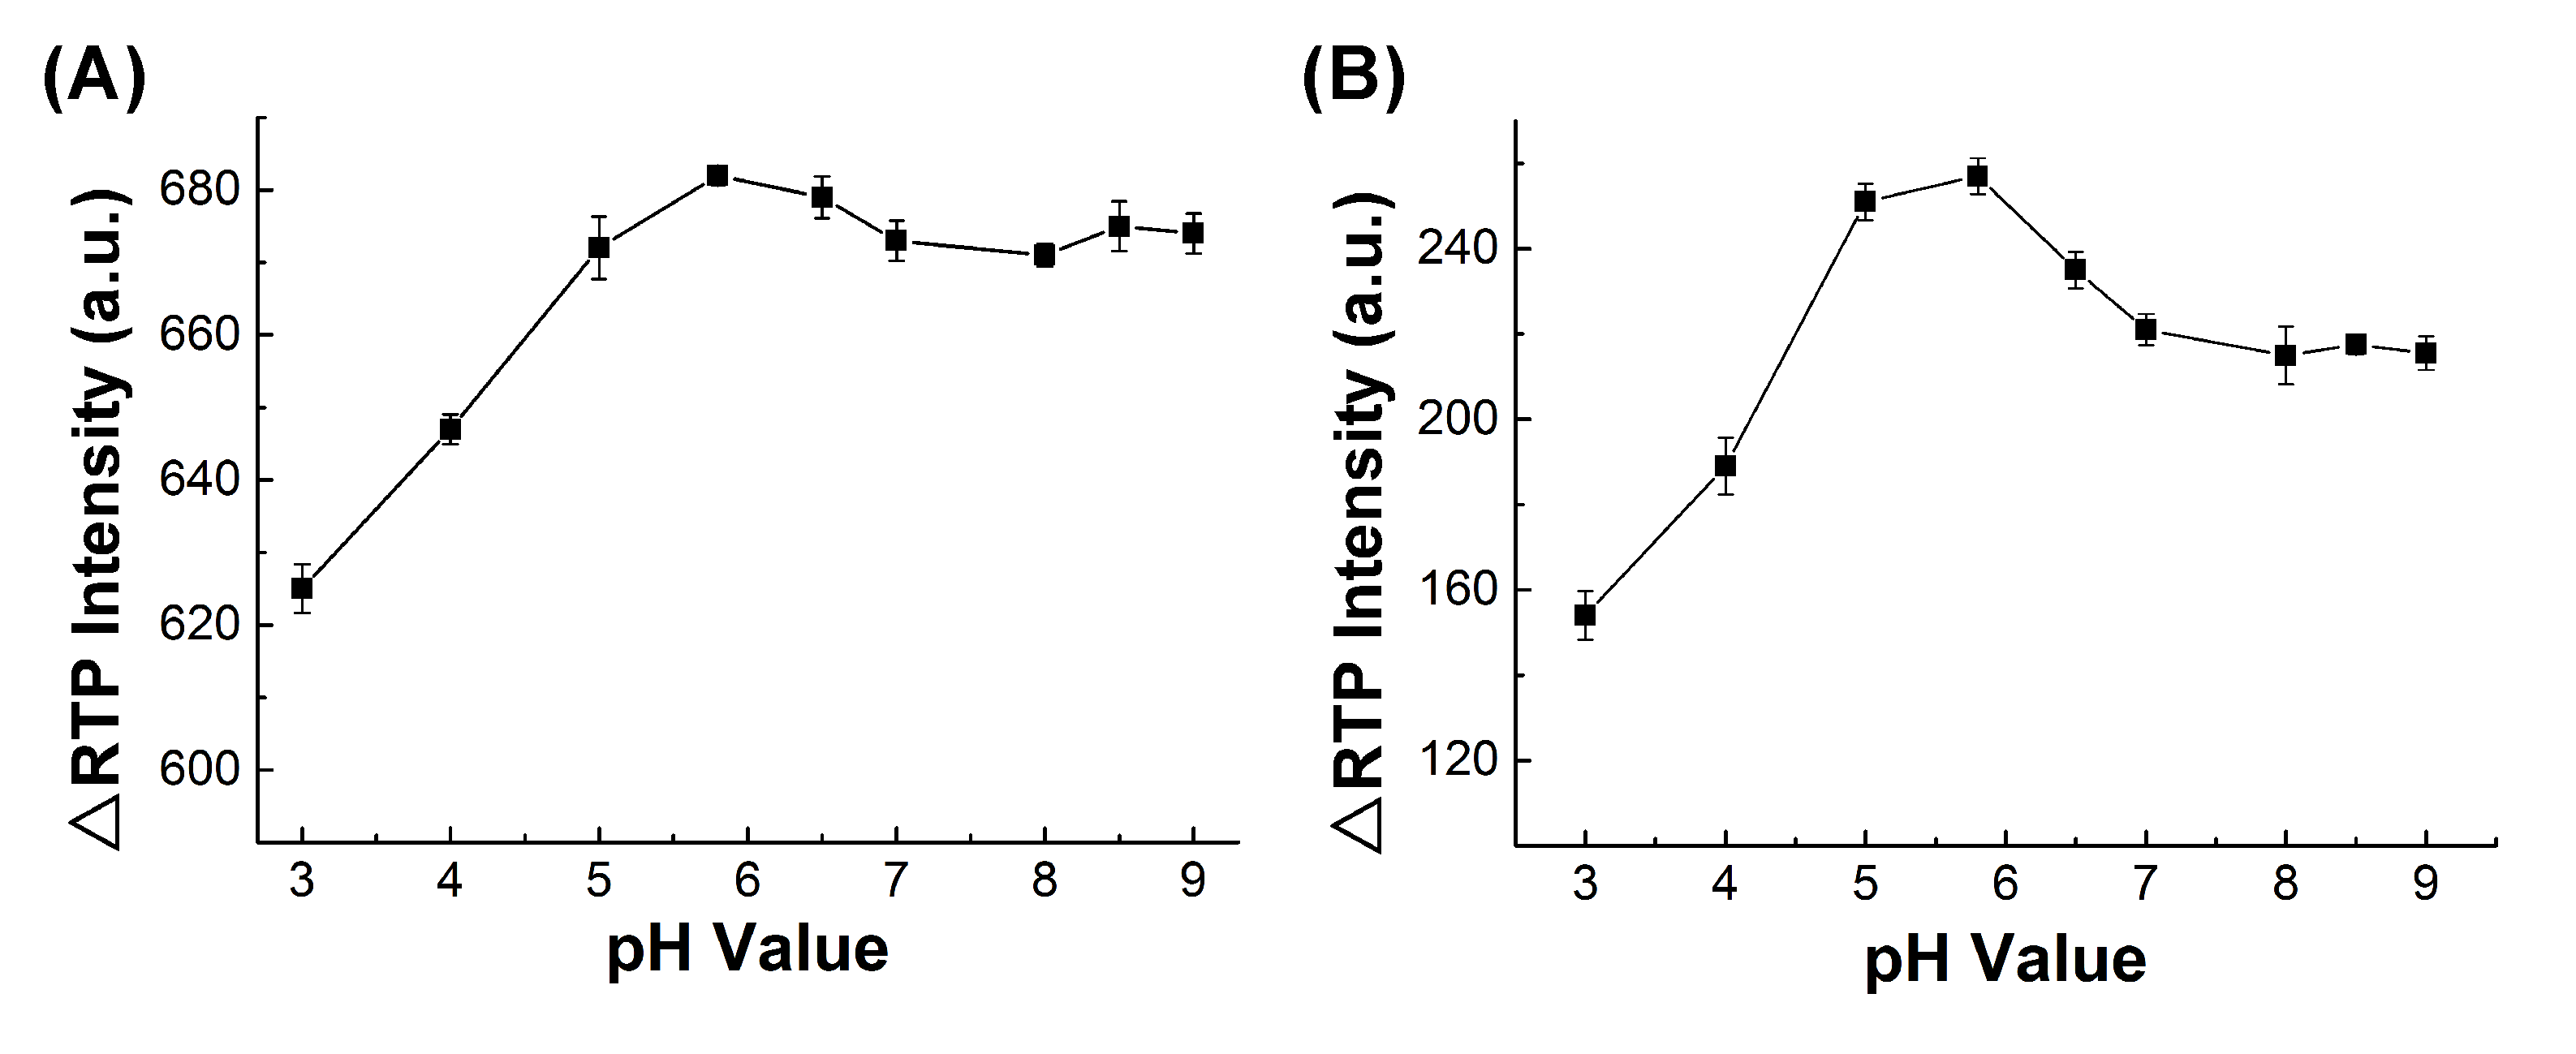 (A)
△RTP Intensity (a.u.)
680
660
640
620
600
3 4 5 6 7 8 9
pH Value
(B)
△RTP Intensity (a.u.)
240
200
160
120
3 4 5 6 7 8 9
pH Value